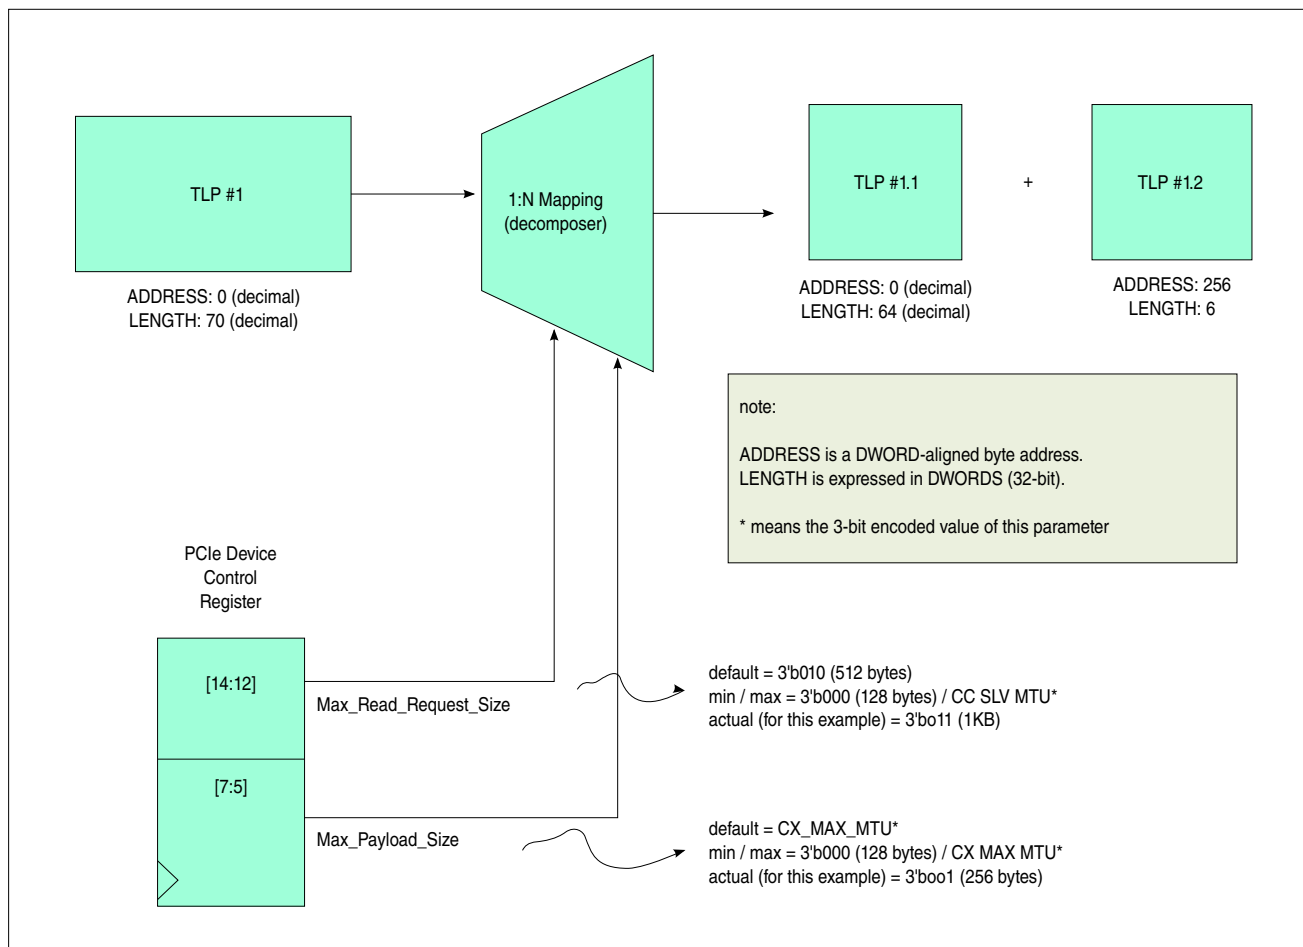 TLP #1
ADDRESS: 0 (decimal)
LENGTH: 70 (decimal)
1:N Mapping
(decomposer)
TLP #1.1
+
TLP #1.2
ADDRESS: 0 (decimal)
LENGTH: 64 (decimal)
ADDRESS: 256
LENGTH: 6
note:
ADDRESS is a DWORD-aligned byte address.
LENGTH is expressed in DWORDS (32-bit).
* means the 3-bit encoded value of this parameter
PCIe Device
Control
Register
[14:12]
Max_Read_Request_Size
default = 3'b010 (512 bytes)
min / max = 3'b000 (128 bytes) / CC SLV MTU*
actual (for this example) = 3'bo11 (1KB)
[7:5]
Max_Payload_Size
default = CX_MAX_MTU*
min / max = 3'b000 (128 bytes) / CX MAX MTU*
actual (for this example) = 3'boo1 (256 bytes)